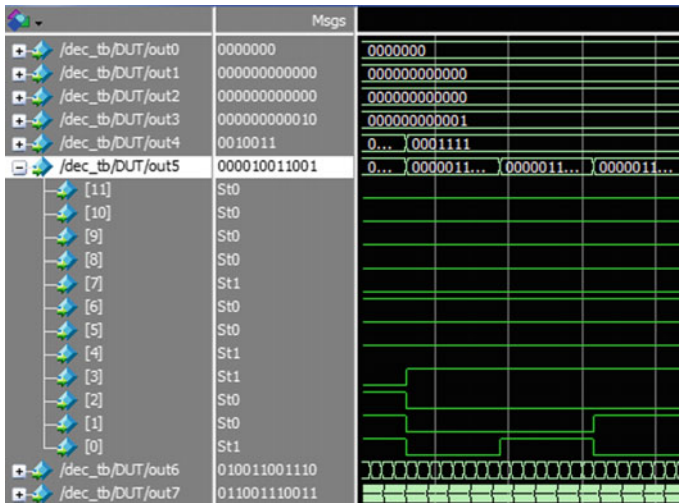 Msgs
/dec_tb/DUT/out0 0000000 0000000
/dec_tb/DUT/out1 000000000000 000000000000
/dec_tb/DUT/out2 000000000000 000000000000
/dec_tb/DUT/out3 000000000010 000000000001
/dec_tb/DUT/out4 0010011 0... 0001111
/dec_tb/DUT/out5 000010011001 0... 0000011... 0000011... 0000011...
[11] St0
[10] St0
[9] St0
[8] St0
[7] St1
[6] St0
[5] St0
[4] St1
[3] St1
[2] St0
[1] St0
[0] St1
/dec_tb/DUT/out6 010011001110
/dec_tb/DUT/out7 011001110011